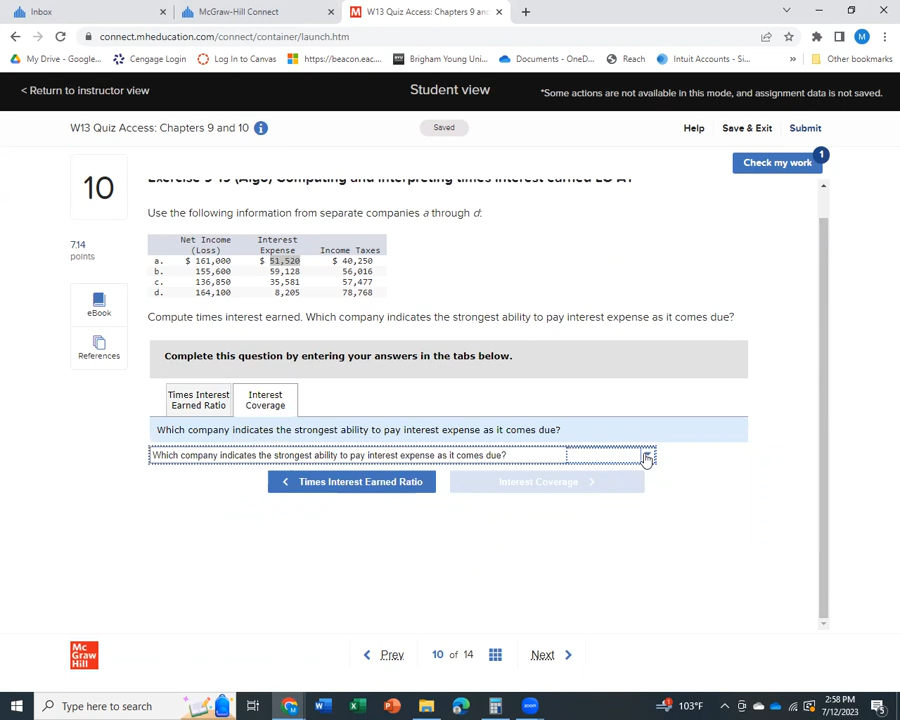 Inbox
McGraw-Hill Connect
W13 Quiz Access: Chapters 9 and
connect.mheducation.com/connect/container/launch.htm
M
My Drive - Google...
Cengage Login
Log In to Canvas
https://beacon.eac...
Brigham Young Uni...
Documents - OneD...
Reach
Intuit Accounts - Si...
Other bookmarks
< Return to instructor view
Student view
*Some actions are not available in this mode, and assignment data is not saved.
W13 Quiz Access: Chapters 9 and 10
Saved
Help
Save & Exit
Submit
Check my work
1
10
7.14
points
eBook
References
Use the following information from separate companies a through d:
Net Income (Loss) Interest Expense Income Taxes
a. $ 161,000 $ 51,520 $ 40,250
b. 155,600 59,128 56,016
c. 136,850 35,581 57,477
d. 164,100 8,205 78,768
Compute times interest earned. Which company indicates the strongest ability to pay interest expense as it comes due?
Complete this question by entering your answers in the tabs below.
Times Interest Earned Ratio
Interest Coverage
Which company indicates the strongest ability to pay interest expense as it comes due?
Which company indicates the strongest ability to pay interest expense as it comes due?
< Times Interest Earned Ratio
Interest Coverage >
Mc Graw Hill
< Prev
10 of 14
Next >
Type here to search
103°F
2:58 PM
7/12/2023
5